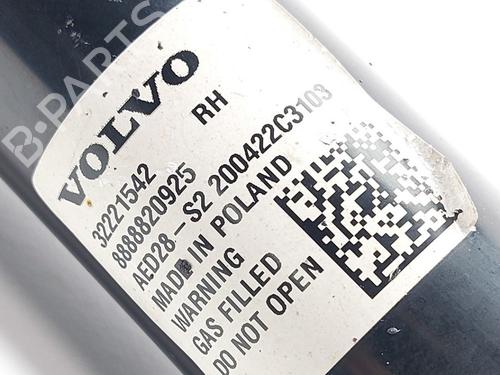 B-PARTS
VOLVO
RH
32221542
8888820925
AED28-S2 200422C3103
MADE IN POLAND
WARNING
GAS FILLED
DO NOT OPEN